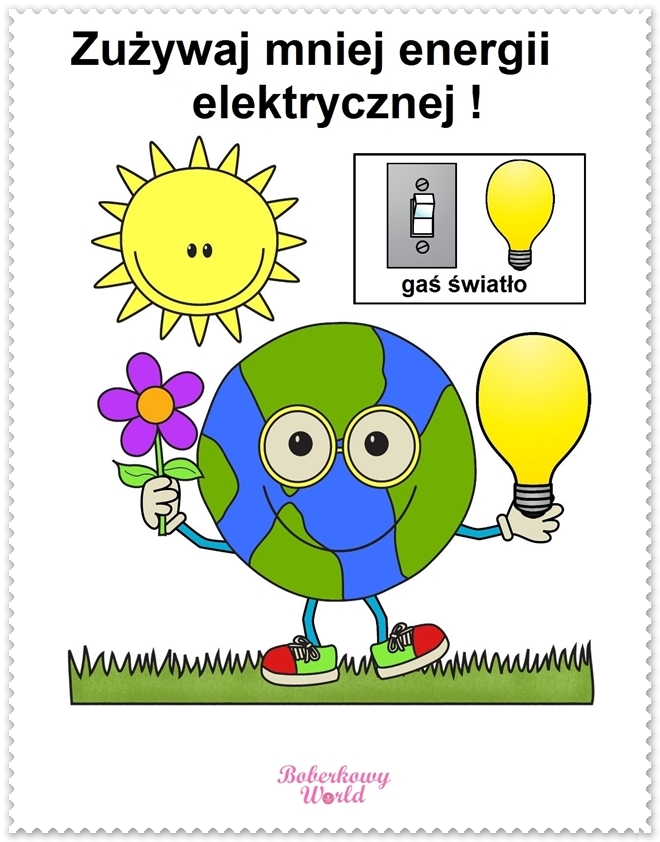 Zużywaj mniej energii
elektrycznej !
gaś światło
Boberkowy
World